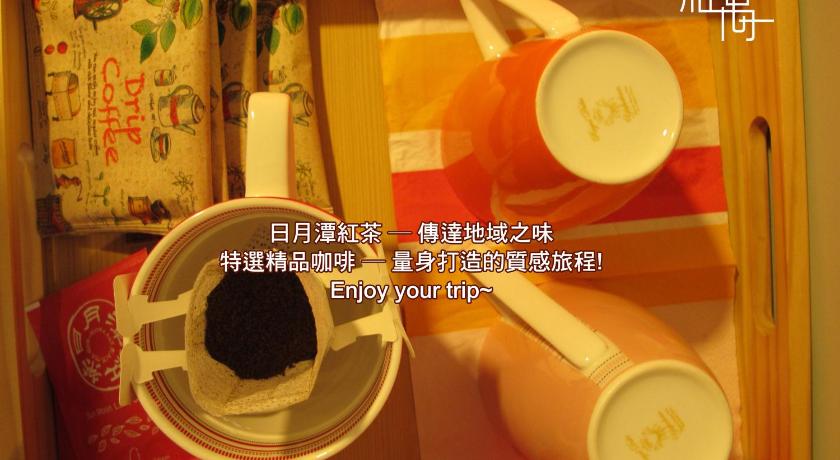 Drip
Coffee
日月潭紅茶 — 傳達地域之味
特選精品咖啡 — 量身打造的質感旅程!
Enjoy your trip~